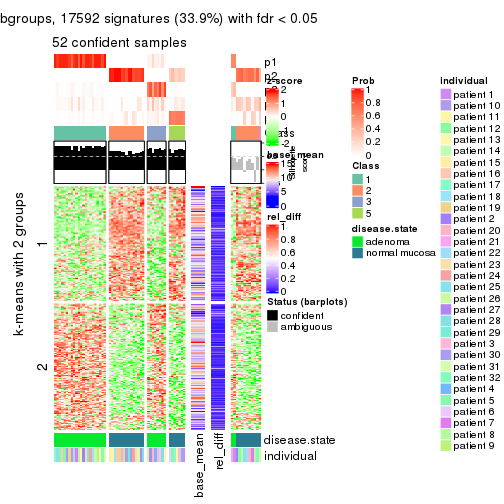 bgroups, 17592 signatures (33.9%) with fdr < 0.05
52 confident samples
p1
p2
z-score
2
1
0
-1
-2
base_mean
15
10
5
0
rel_diff
1
0.8
0.6
0.4
0.2
0
Status (barplots)
confident
ambiguous
k-means with 2 groups
1
2
disease.state
individual
base_mean
rel_diff
Silhouette
score
Prob
1
0.8
0.6
0.4
0.2
0
Class
1
2
3
5
disease.state
adenoma
normal mucosa
individual
patient 1
patient 10
patient 11
patient 12
patient 13
patient 14
patient 15
patient 16
patient 17
patient 18
patient 19
patient 2
patient 20
patient 21
patient 22
patient 23
patient 24
patient 25
patient 26
patient 27
patient 28
patient 29
patient 3
patient 30
patient 31
patient 32
patient 4
patient 5
patient 6
patient 7
patient 8
patient 9